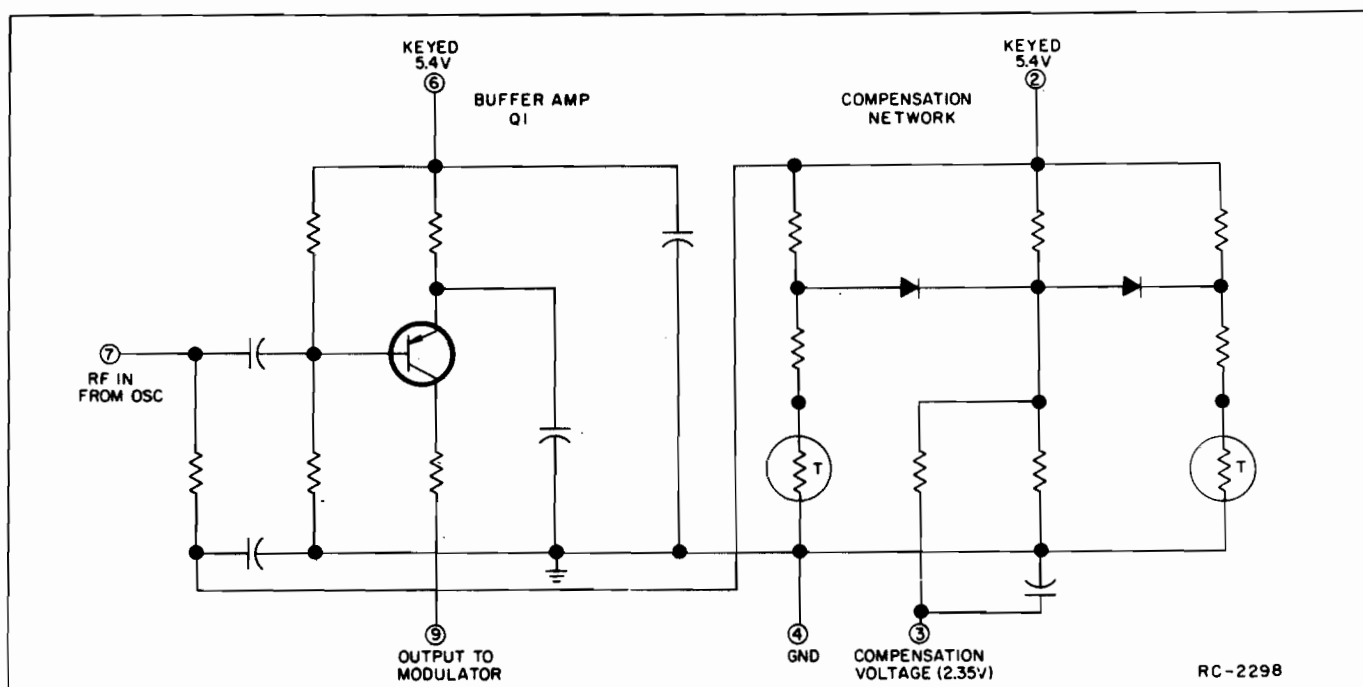 KEYED
5.4V
6
BUFFER AMP
Q1
COMPENSATION
NETWORK
KEYED
5.4V
2
7
RF IN
FROM OSC
T
T
9
OUTPUT TO
MODULATOR
4
GND
3
COMPENSATION
VOLTAGE (2.35V)
RC-2298